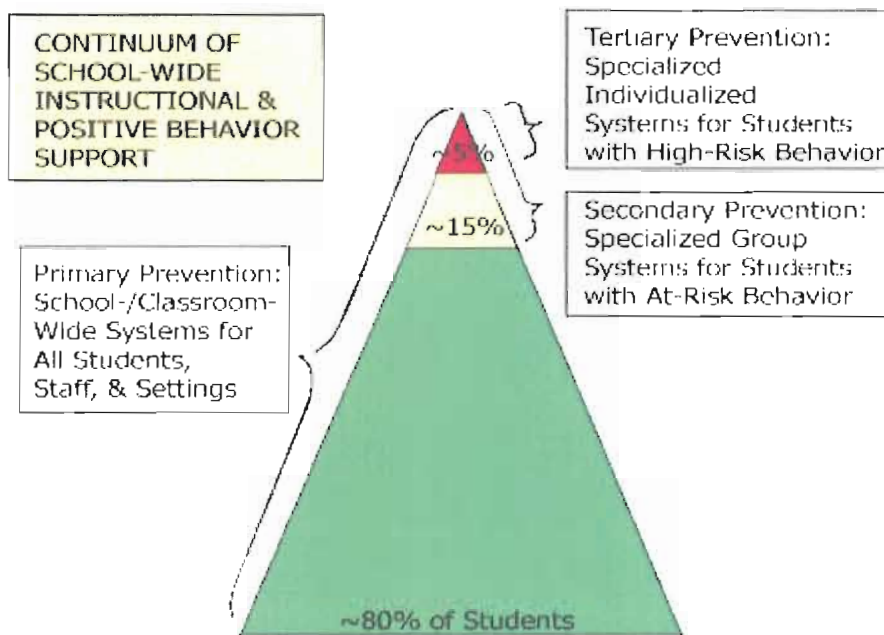 CONTINUUM OF
SCHOOL-WIDE
INSTRUCTIONAL &
POSITIVE BEHAVIOR
SUPPORT
Tertiary Prevention:
Specialized
Individualized
Systems for Students
with High-Risk Behavior
~5%
Secondary Prevention:
Specialized Group
Systems for Students
with At-Risk Behavior
~15%
Primary Prevention:
School-/Classroom-
Wide Systems for
All Students,
Staff, & Settings
~80% of Students